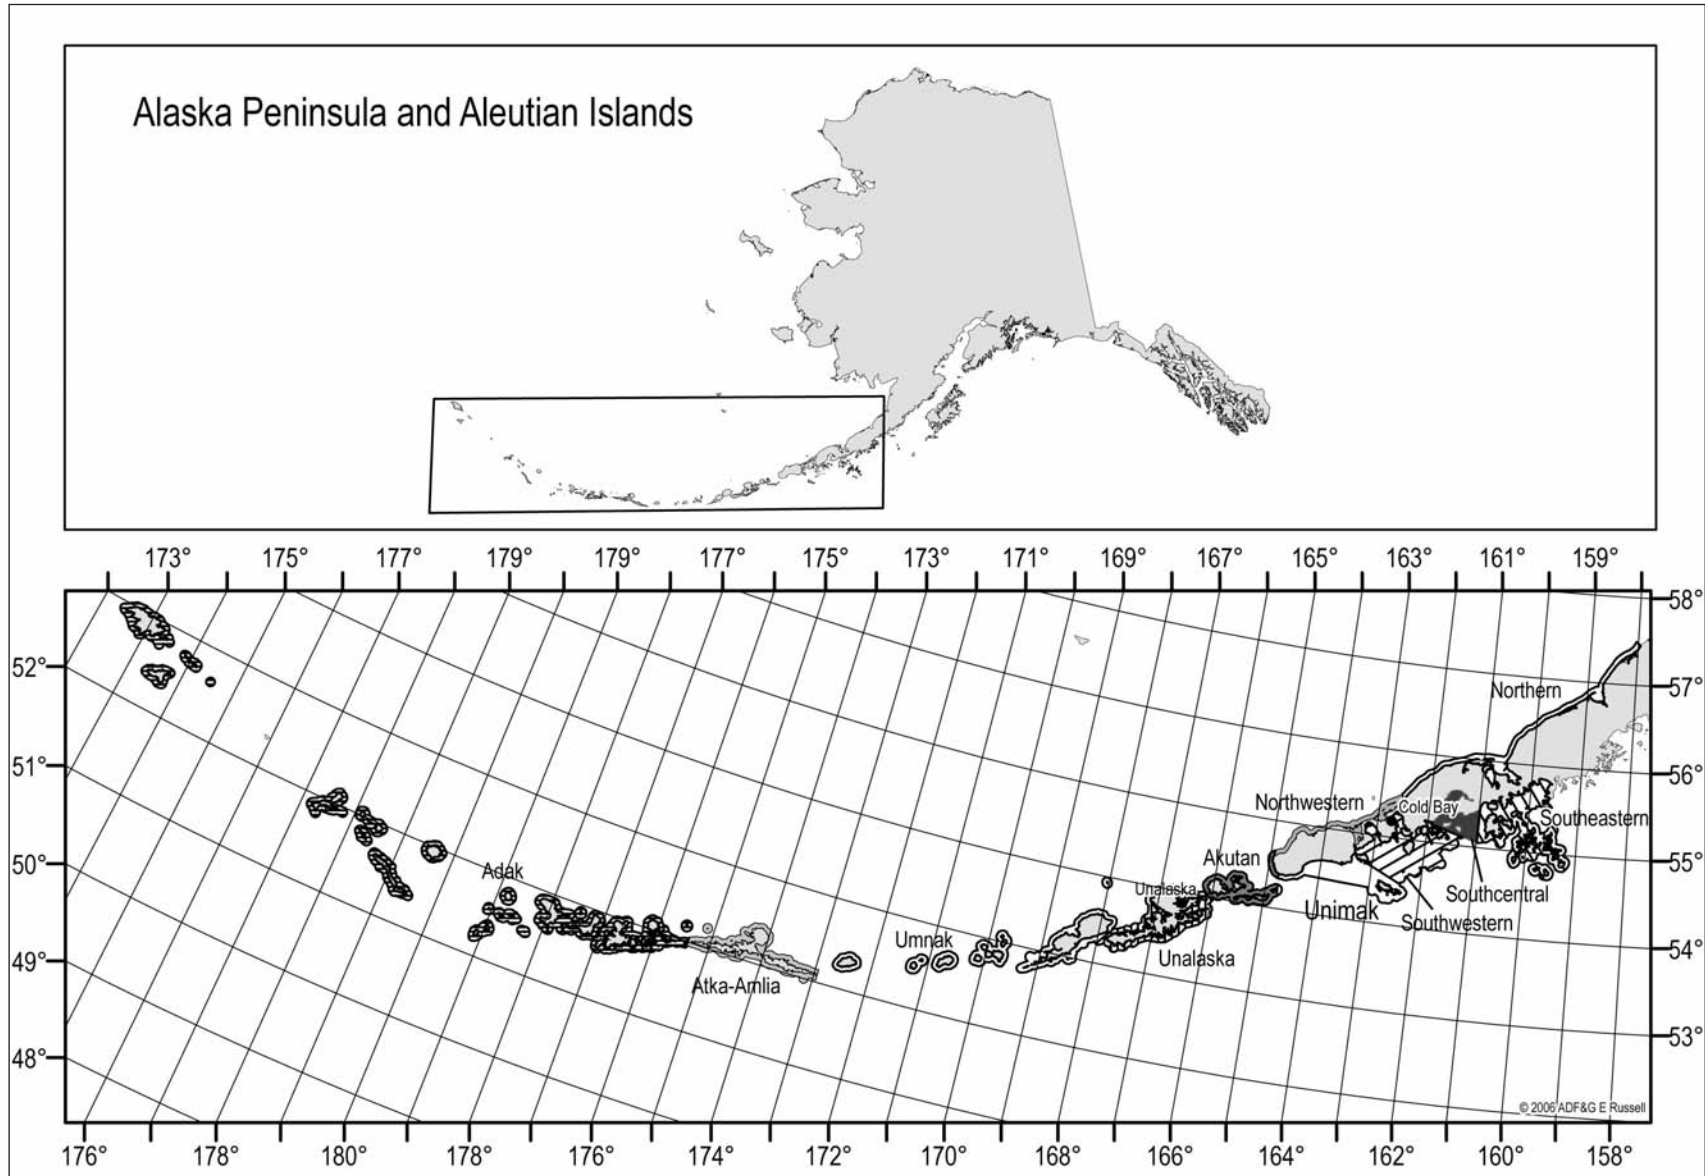 Alaska Peninsula and Aleutian Islands
173° 175° 177° 179° 179° 177° 175° 173° 171° 169° 167° 165° 163° 161° 159°
58°
52°
57°
Northern
51°
56°
Northwestern
Cold Bay
Southeastern
50°
Adak
Akutan
55°
Unalaska
Southcentral
Unimak
Southwestern
49°
Umnak
54°
Unalaska
Atka-Amlia
48°
53°
© 2006 ADF&G E Russell
176° 180° 178° 176° 174° 172° 170° 168° 166° 164° 162° 160° 158°
178°